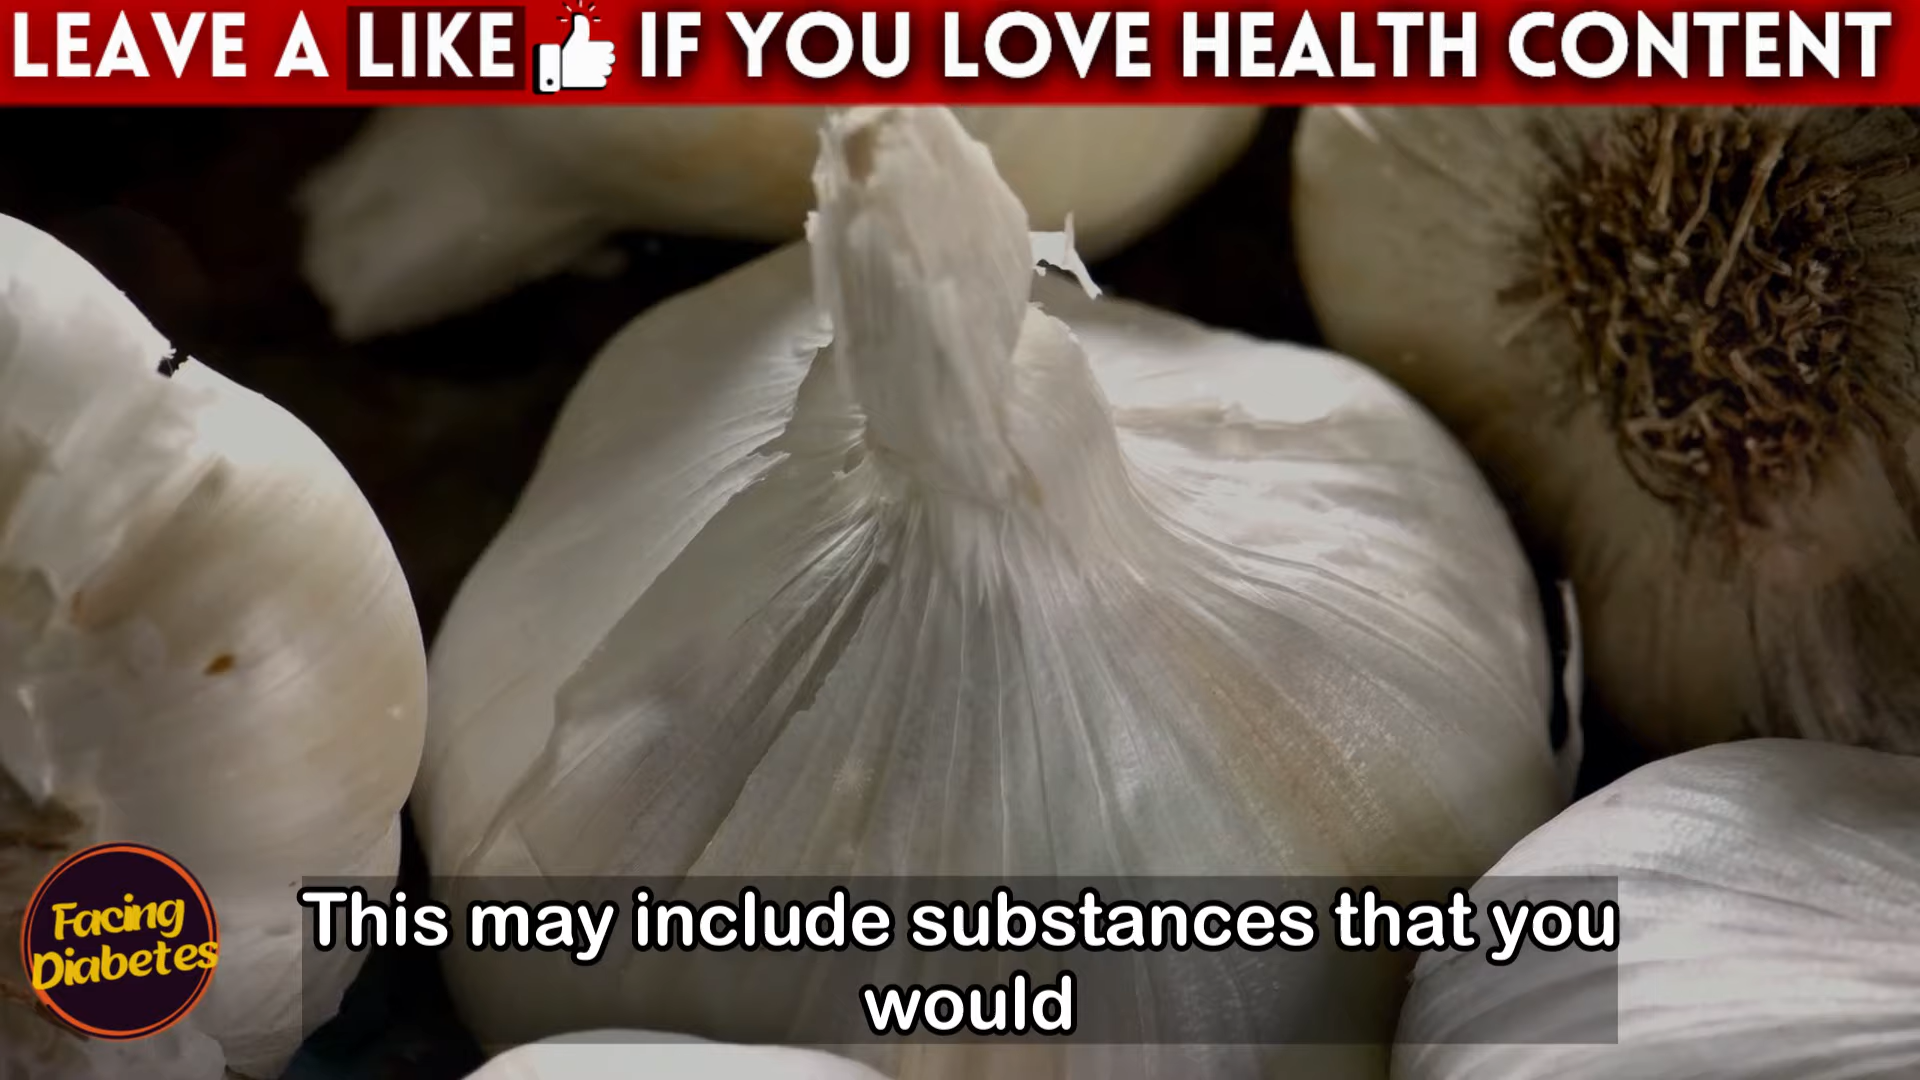 LEAVE A LIKE IF YOU LOVE HEALTH CONTENT
Facing
Diabetes
This may include substances that you
would